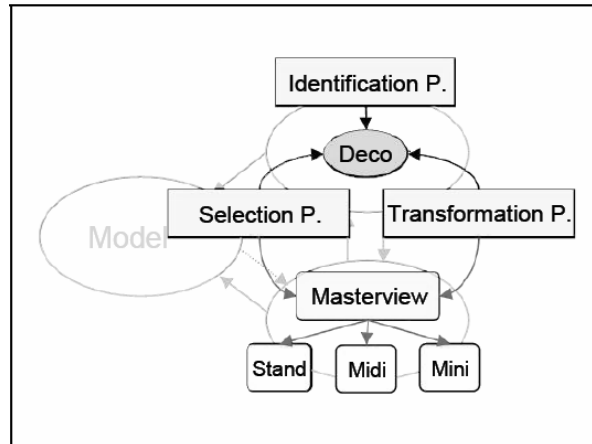 Identification P.
Deco
Selection P.
Transformation P.
Model
Masterview
Stand
Midi
Mini